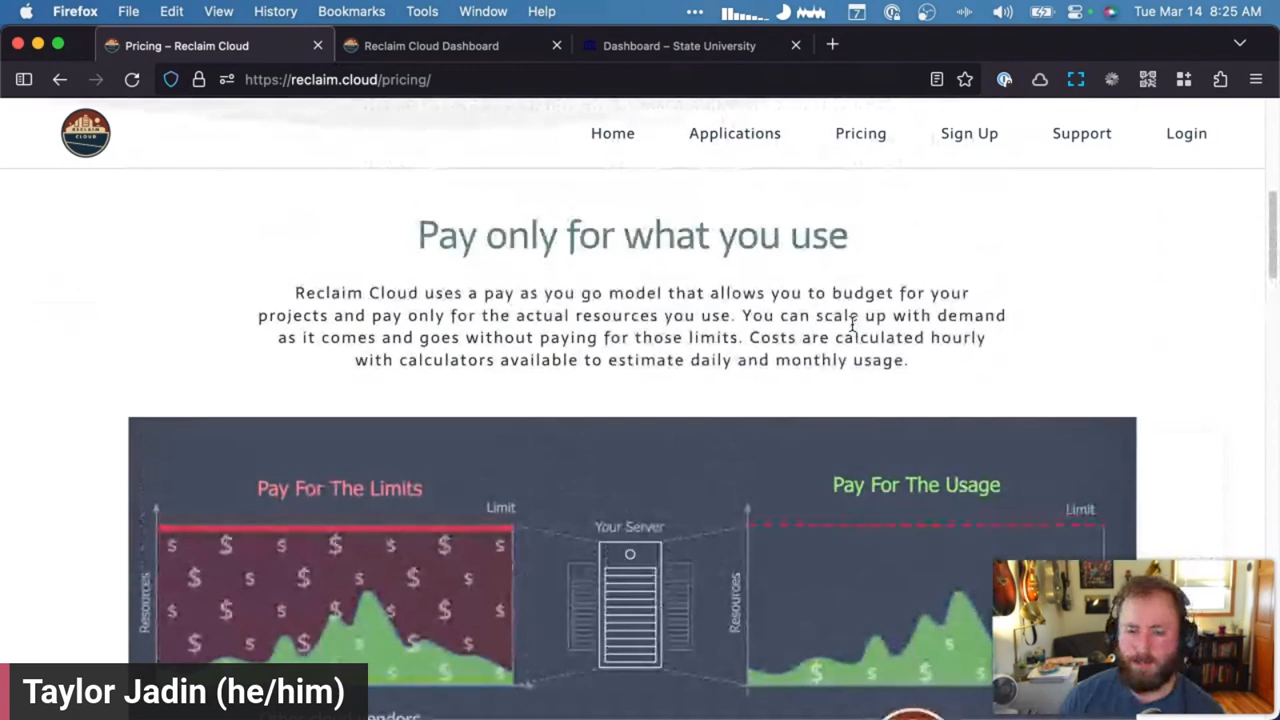 Firefox File Edit View History Bookmarks Tools Window Help
Tue Mar 14 8:25 AM
Pricing – Reclaim Cloud
Reclaim Cloud Dashboard
Dashboard – State University
https://reclaim.cloud/pricing/
RECLAIM
CLOUD
Home Applications Pricing Sign Up Support Login
Pay only for what you use
Reclaim Cloud uses a pay as you go model that allows you to budget for your
projects and pay only for the actual resources you use. You can scale up with demand
as it comes and goes without paying for those limits. Costs are calculated hourly
with calculators available to estimate daily and monthly usage.
Pay For The Limits
Limit
Resources
Your Server
Pay For The Usage
Limit
Resources
Taylor Jadin (he/him)